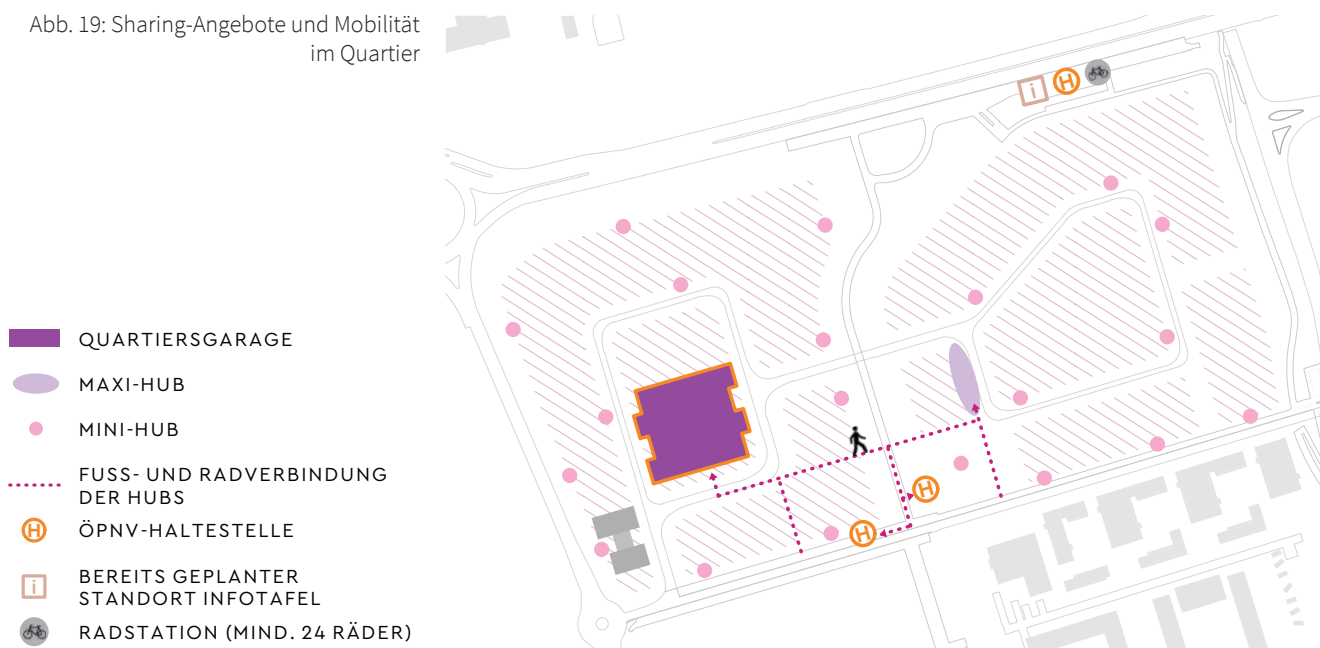 Abb. 19: Sharing-Angebote und Mobilität
im Quartier
i
H
QUARTIERSGARAGE
MAXI-HUB
MINI-HUB
FUSS- UND RADVERBINDUNG
DER HUBS
H
ÖPNV-HALTESTELLE
i
BEREITS GEPLANTER
STANDORT INFOTAFEL
RADSTATION (MIND. 24 RÄDER)
H
H